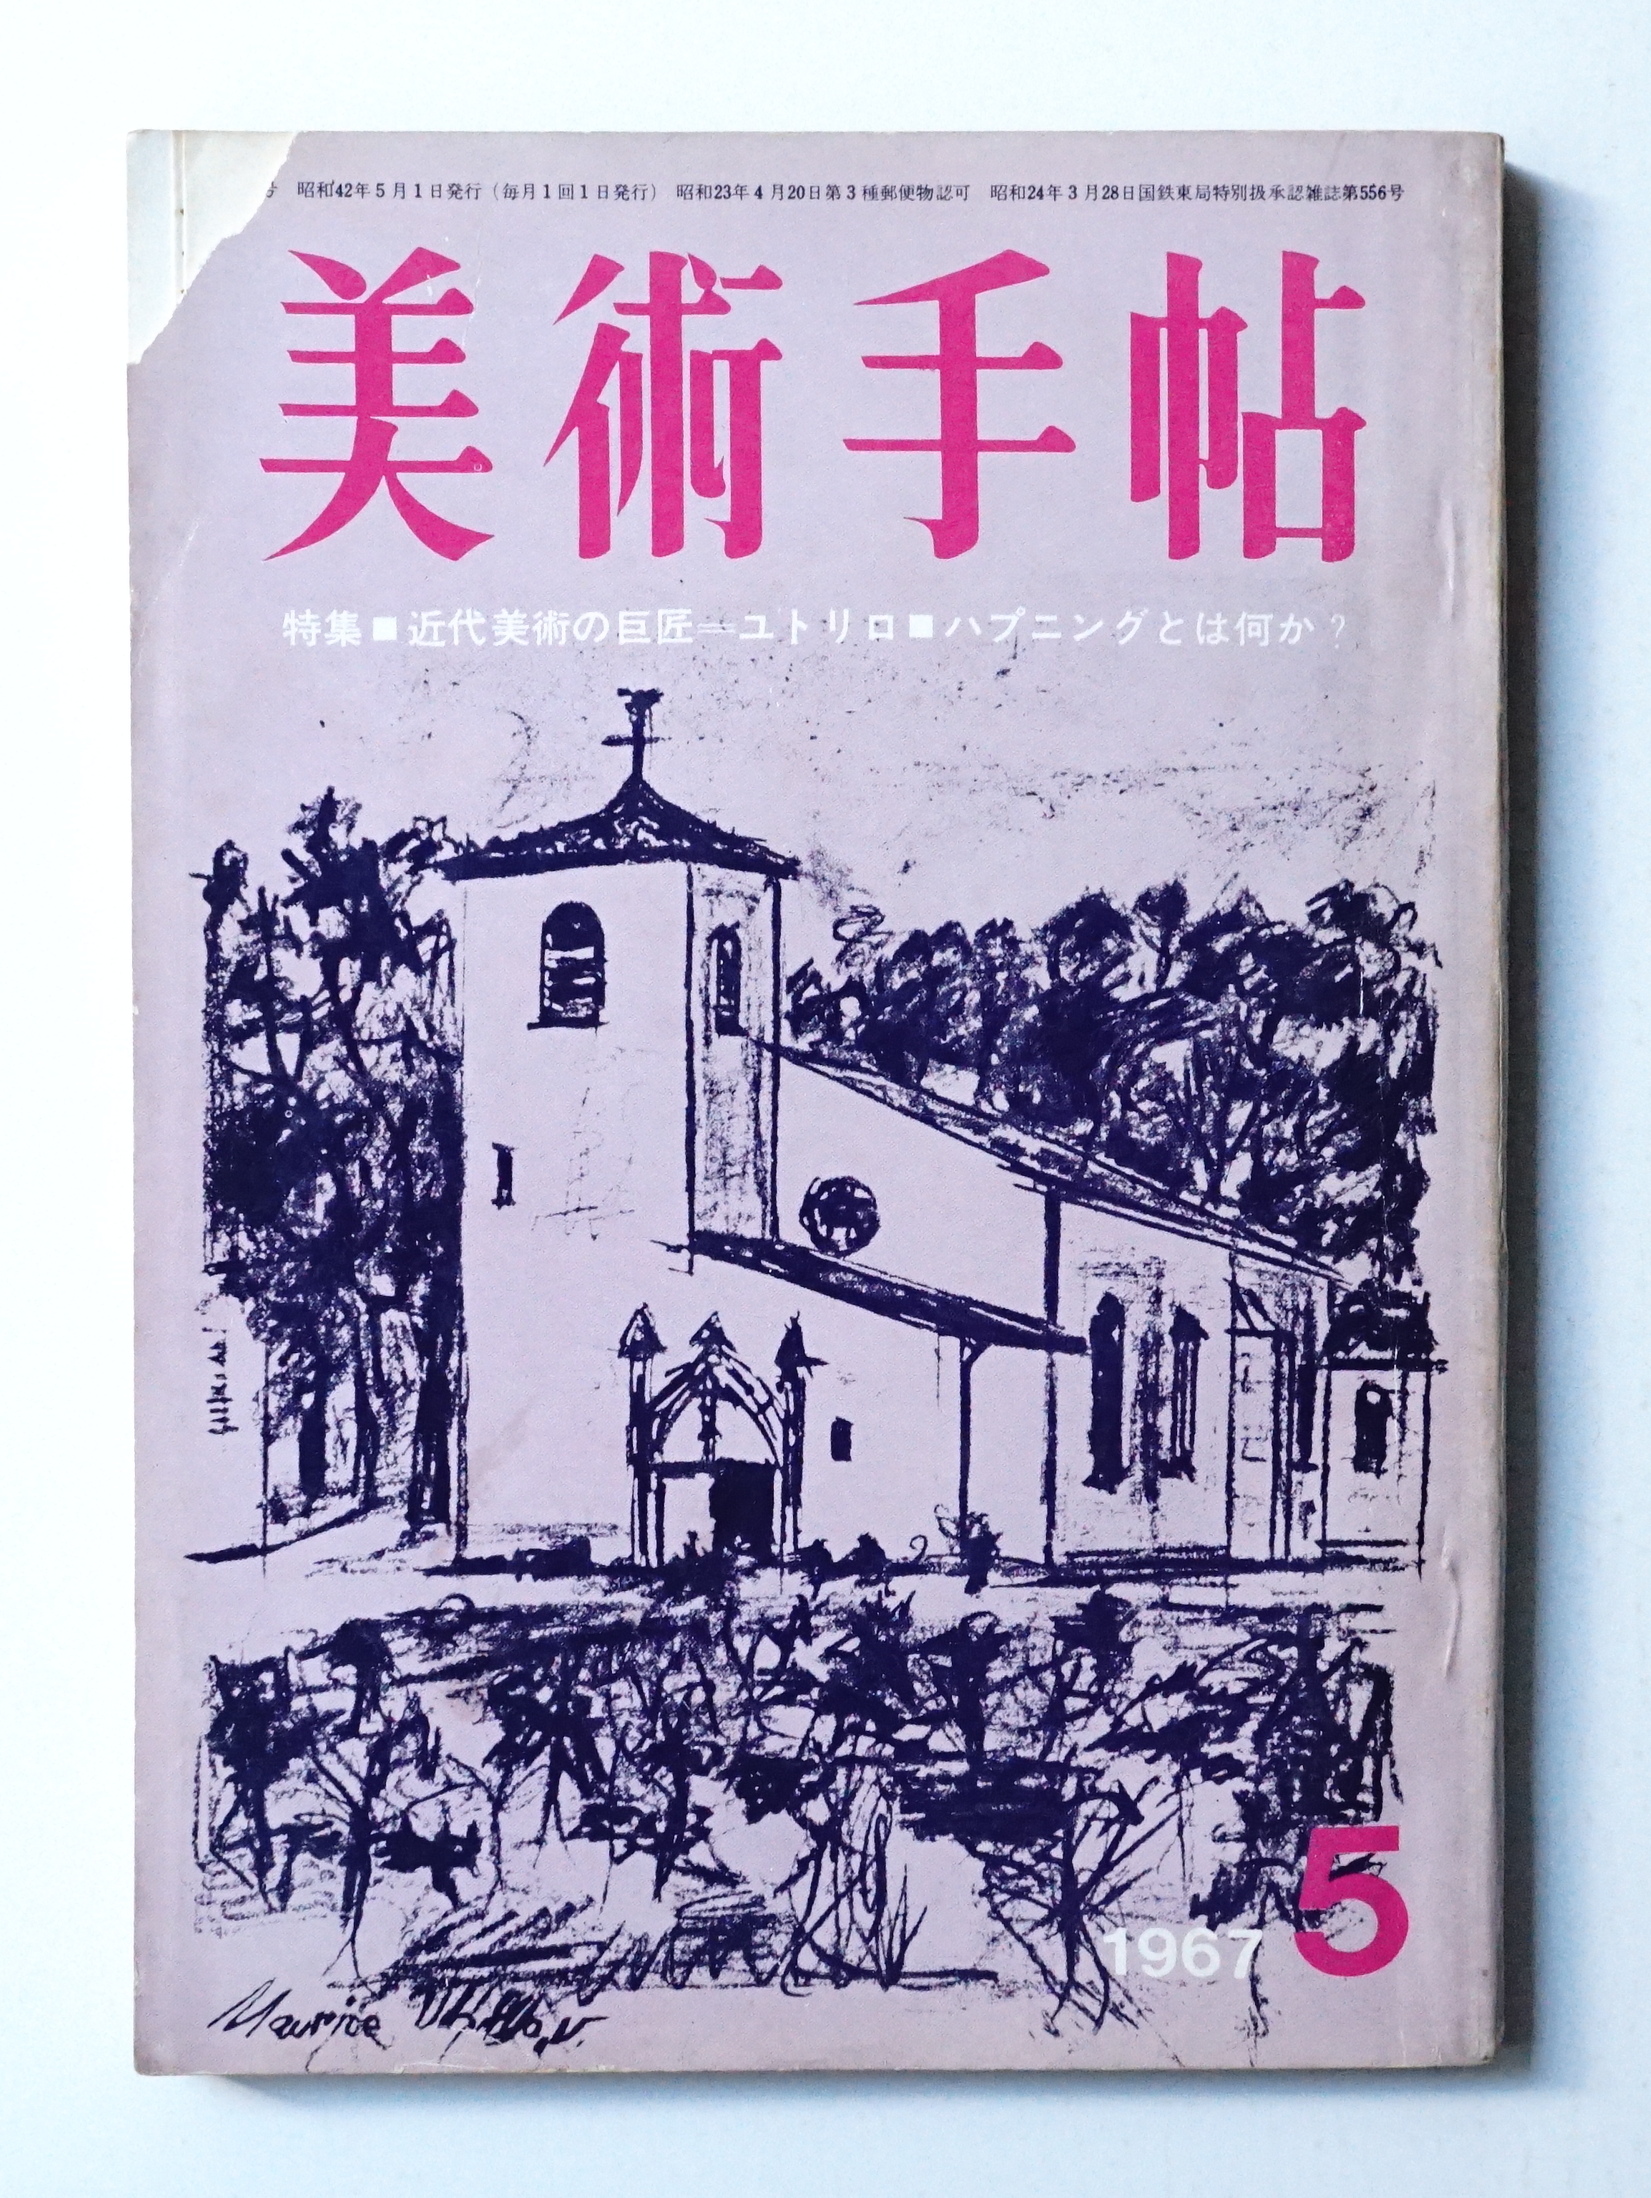 号 昭和42年5月1日発行（毎月1回1日発行） 昭和23年4月20日第3種郵便物認可 昭和24年3月28日国鉄東局特別扱承認雑誌第556号
美術手帖
特集■近代美術の巨匠＝ユトリロ■ハプニングとは何か？
1967 5
Maurice Utrillo, V.